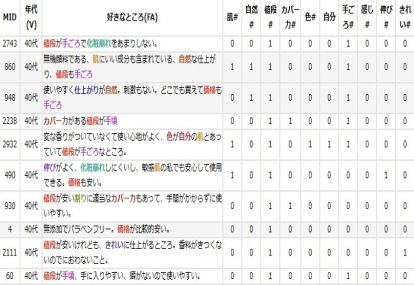 MID 年代(V) 好きなところ(FA) 肌# 自然# 値段# カバー力# 色# 自分# 手ごろ# 感じ# 伸び# きれい#
2743 40代 値段が手ごろで化粧崩れをあまりしない。 0 0 1 0 0 0 1 0 0 0
860 40代 無機顔料である、肌にいい成分も含まれている、自然な仕上が
り、値段も手ごろ 1 1 1 0 0 0 1 0 0 0
948 40代 使いやすく仕上がりが自然。刺激もない。どこでも買えて価格も
手ごろ 0 1 1 0 0 0 1 0 0 0
2238 40代 カバー力がある値段が手頃 0 0 1 1 0 0 1 0 0 0
2932 40代 変な香りがついていなくて使い心地がよく、色が自分の肌とあっ
ていて値段が手ごろなところ。 1 0 1 0 1 1 1 0 0 0
490 40代 伸びがよく、化粧崩れしにくいし、敏感肌の私でも安心して使用
できる。価格も安い。 1 0 1 0 0 0 0 0 1 0
930 40代 値段が安い割りに適当なカバー力もあって、手間がかからずに使
いやすい。 0 0 1 1 0 0 0 0 0 0
4 40代 無添加でパラベンフリー。価格が比較的安い。 0 0 1 0 0 0 0 0 0 0
2111 40代 値段が安いけれども、きれいに仕上がるところ。香料がきつくな
いのでにおわないこと。 0 0 1 0 0 0 0 0 0 1
60 40代 値段が手頃、手に入りやすい、癖がないので使いやすい。 0 0 1 0 0 0 1 0 0 0